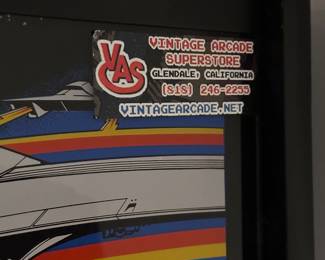 VAS
VINTAGE ARCADE
SUPERSTORE
GLENDALE, CALIFORNIA
(818) 246-2255
VINTAGEARCADE.NET